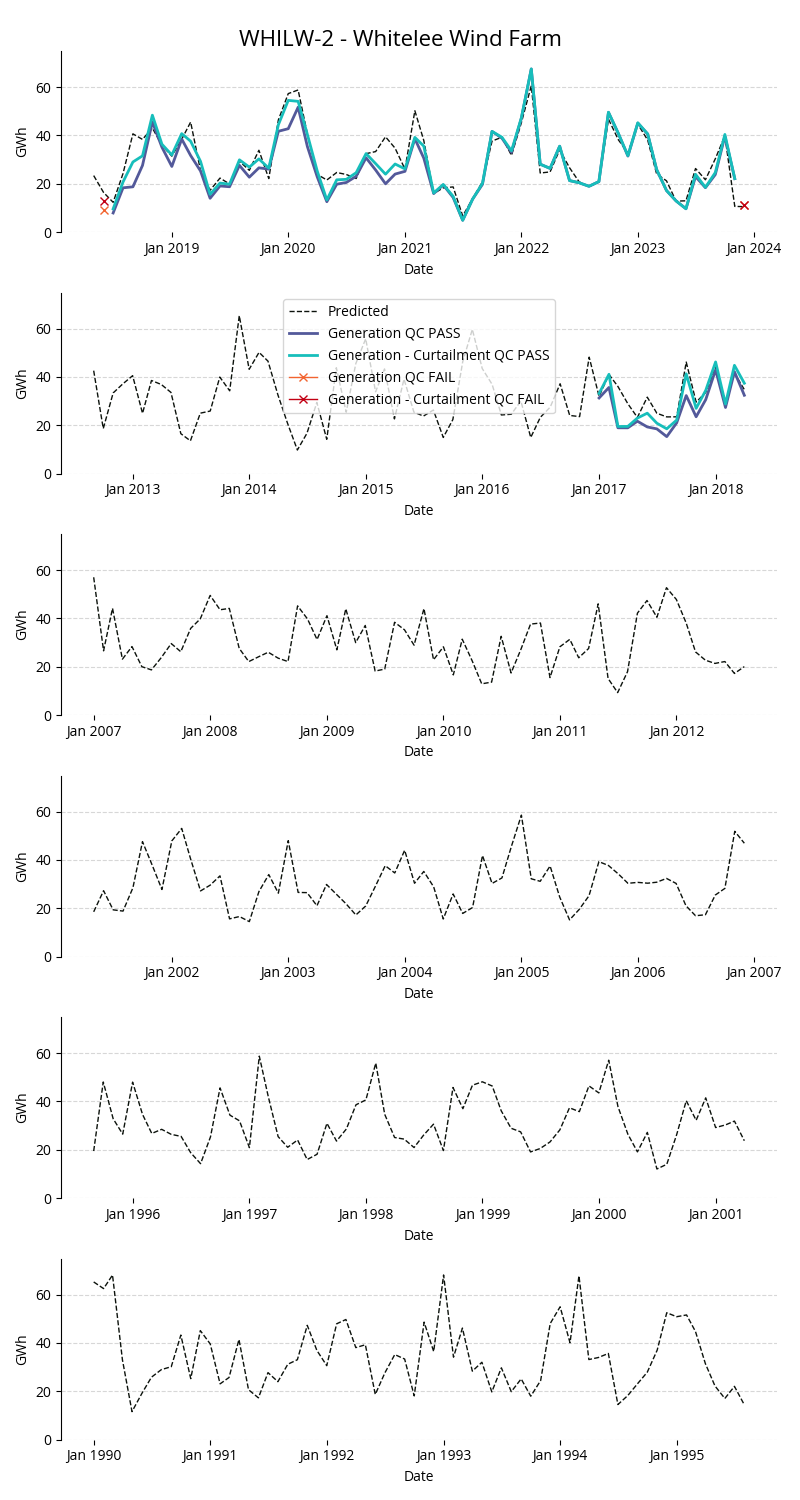 WHILW-2 - Whitelee Wind Farm
GWh
60
40
20
0
Jan 2019
Jan 2020
Jan 2021
Jan 2022
Jan 2023
Jan 2024
Date
GWh
60
40
20
0
Predicted
Generation QC PASS
Generation - Curtailment QC PASS
Generation QC FAIL
Generation - Curtailment QC FAIL
Jan 2013
Jan 2014
Jan 2015
Jan 2016
Jan 2017
Jan 2018
Date
GWh
60
40
20
0
Jan 2007
Jan 2008
Jan 2009
Jan 2010
Jan 2011
Jan 2012
Date
GWh
60
40
20
0
Jan 2002
Jan 2003
Jan 2004
Jan 2005
Jan 2006
Jan 2007
Date
GWh
60
40
20
0
Jan 1996
Jan 1997
Jan 1998
Jan 1999
Jan 2000
Jan 2001
Date
GWh
60
40
20
0
Jan 1990
Jan 1991
Jan 1992
Jan 1993
Jan 1994
Jan 1995
Date